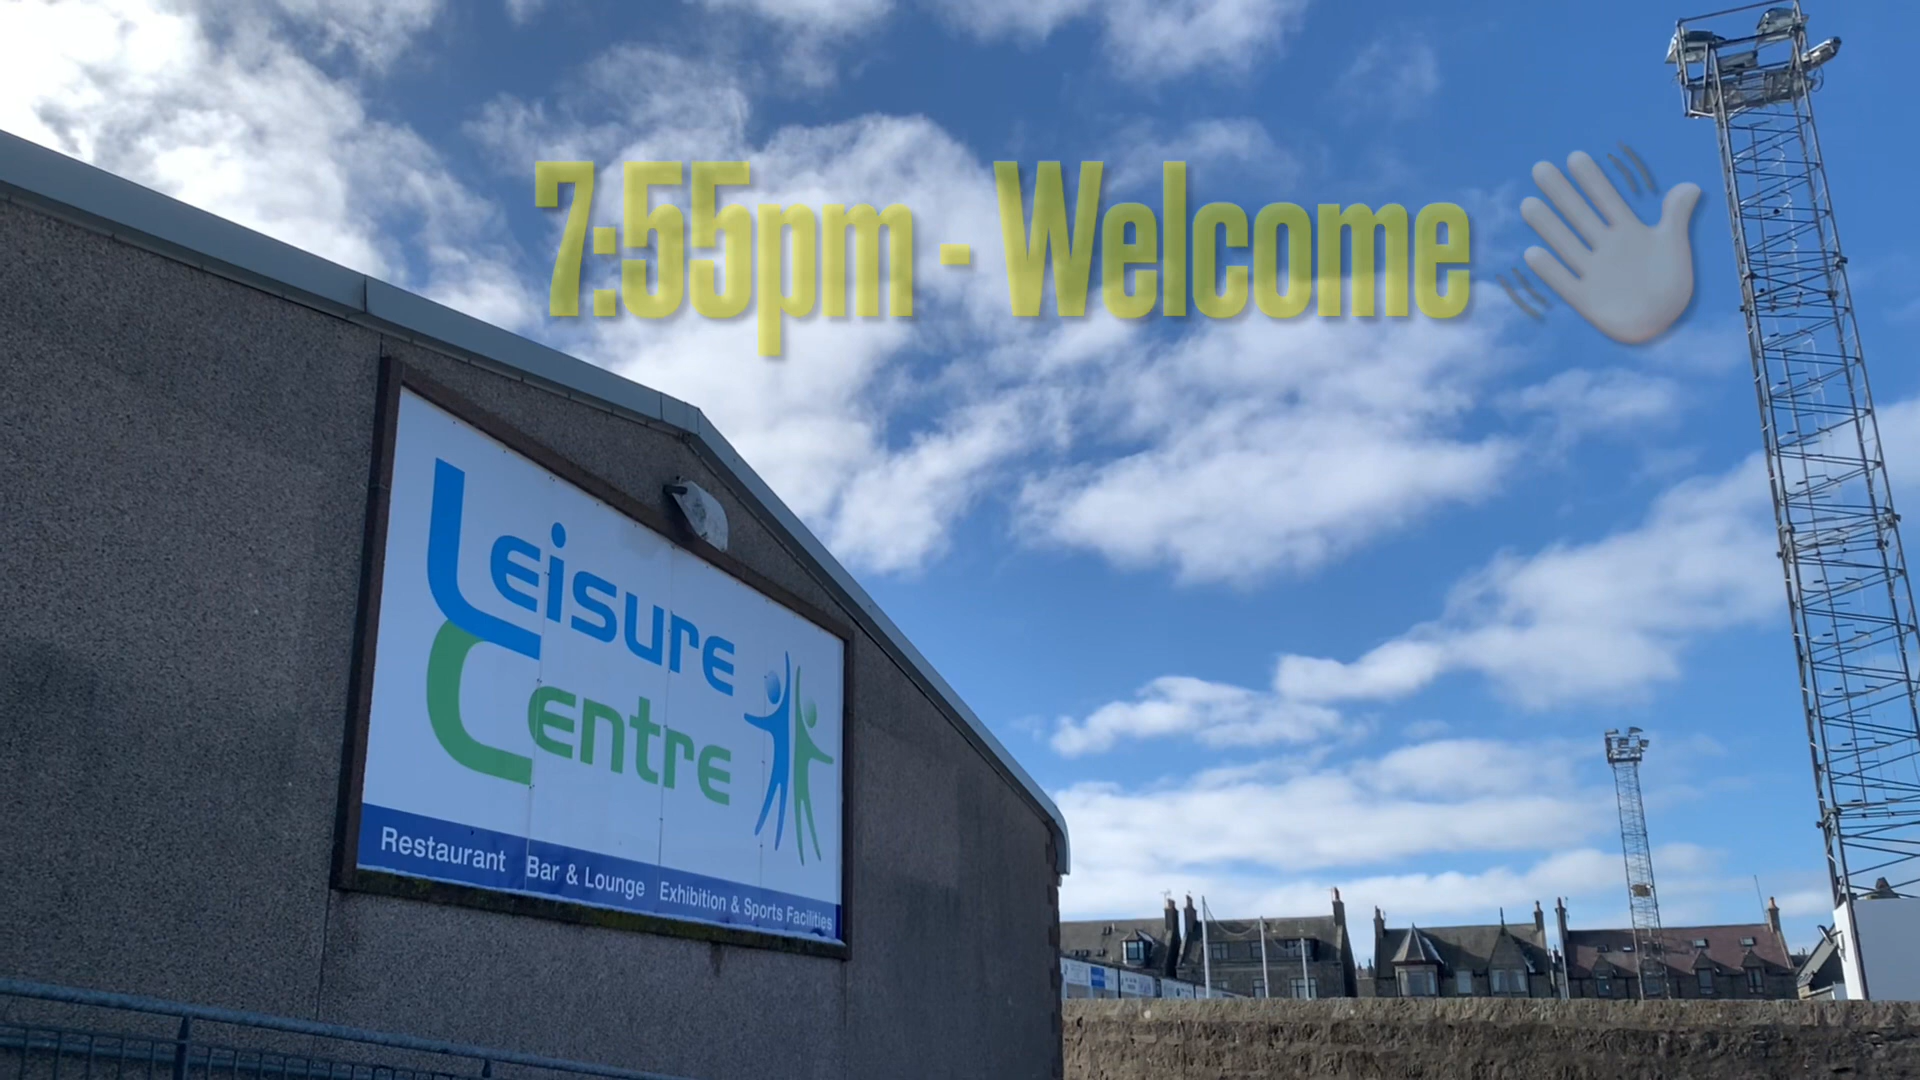 7:55pm - Welcome 👋
Leisure
Centre
Restaurant Bar & Lounge Exhibition & Sports Facilities